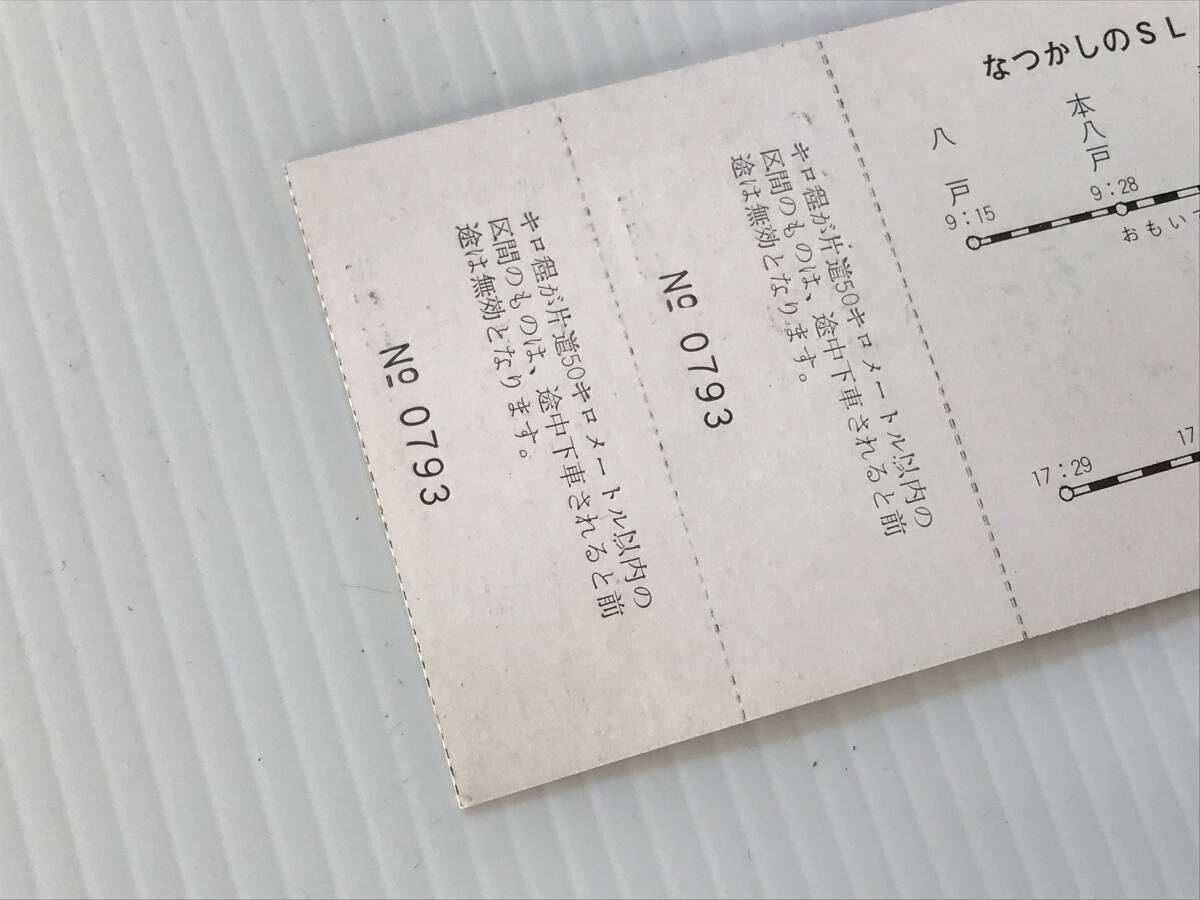 キロ程が片道50キロメートル以内の
区間のものは、途中下車されると前
途は無効となります。
№ 0793
キロ程が片道50キロメートル以内の
区間のものは、途中下車されると前
途は無効となります。
№ 0793
なつかしのSL
八戸
本八戸
9:15
9:28
おもい
17:29
17